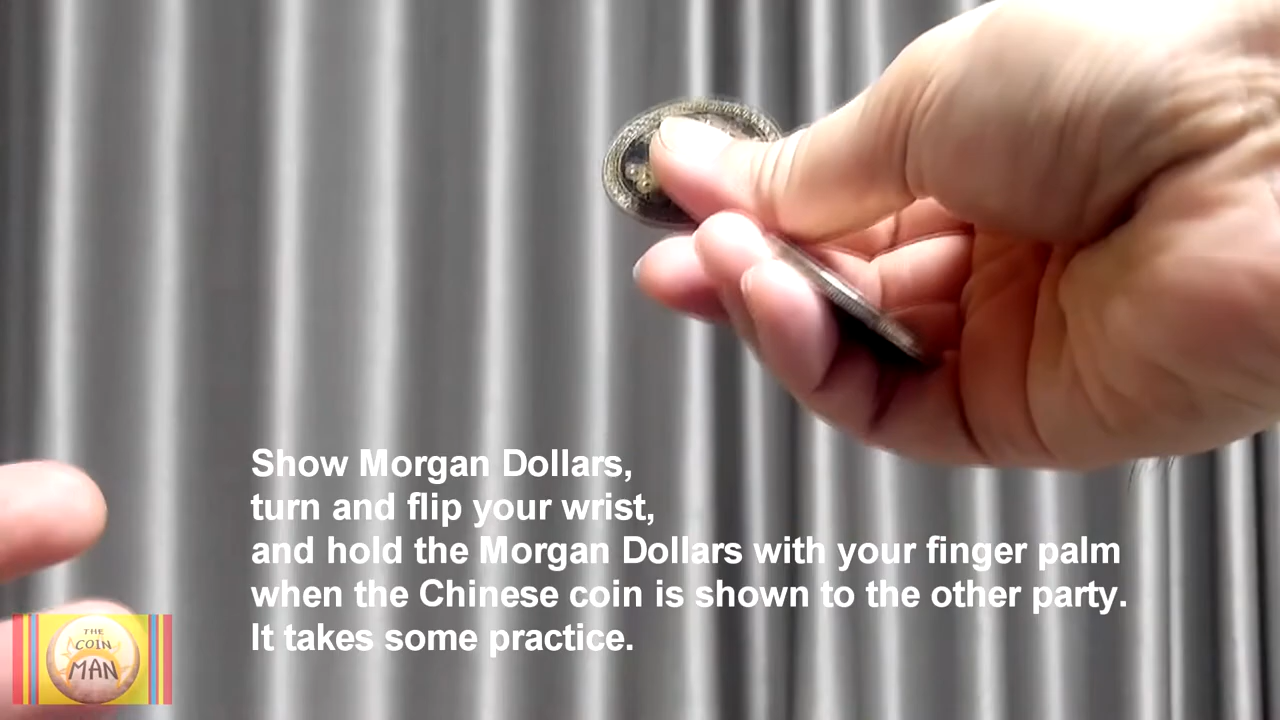 Show Morgan Dollars,
turn and flip your wrist,
and hold the Morgan Dollars with your finger palm
when the Chinese coin is shown to the other party.
It takes some practice.
THE
COIN
MAN